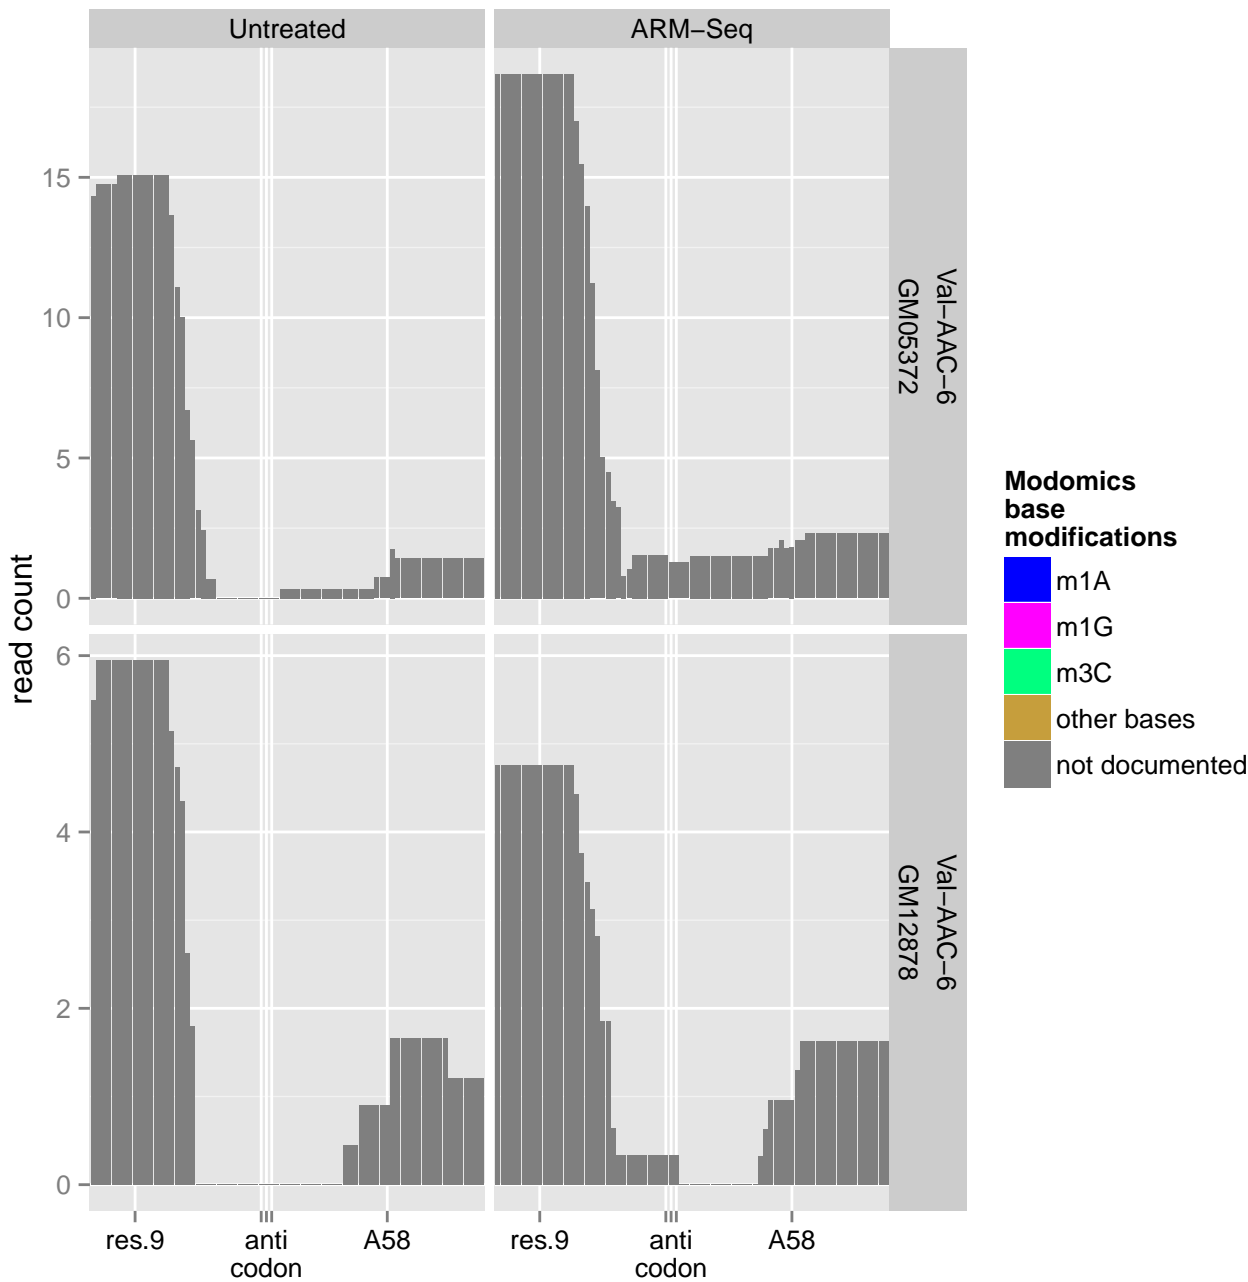 Untreated
ARM−Seq
15
10
5
0
Val−AAC−6
GM05372
read count
6
4
2
0
Val−AAC−6
GM12878
res.9
anti
codon
A58
res.9
anti
codon
A58
Modomics
base
modifications
m1A
m1G
m3C
other bases
not documented